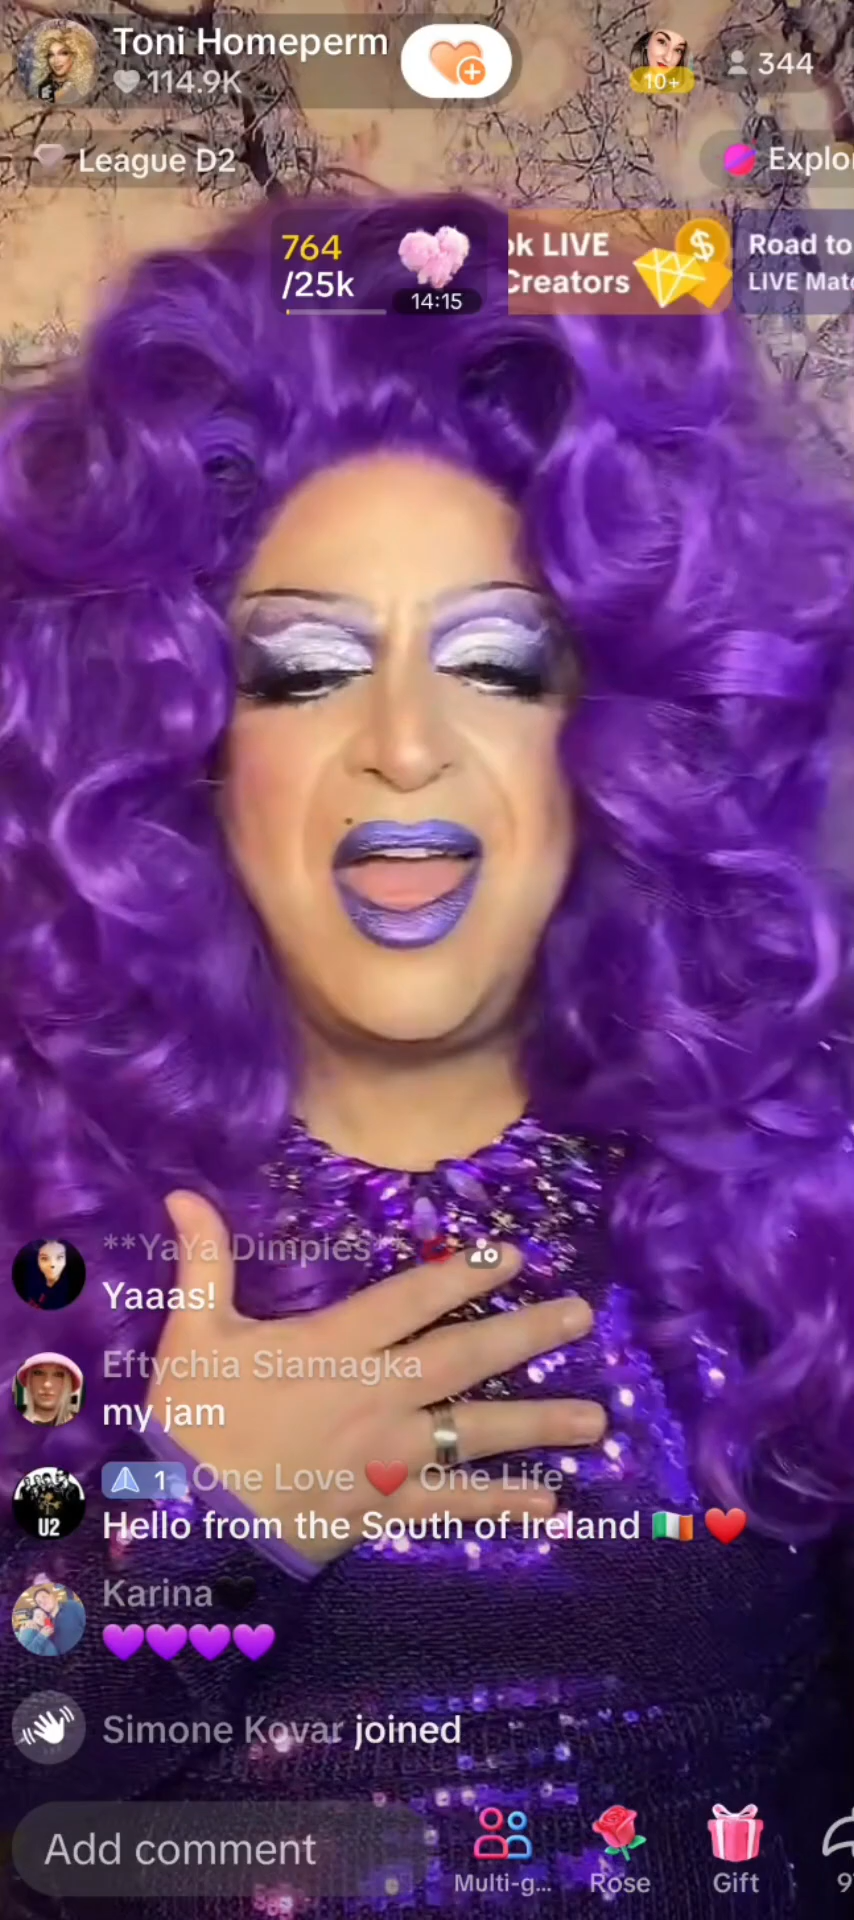 Toni Homeperm
114.9K
10+
344
League D2
Explo
764
/25k
14:15
k LIVE
Creators
$
Road to
LIVE Mat
**YaYa Dimples**
Yaaas!
Eftychia Siamagka
my jam
1 One Love ❤️ One Life
U2
Hello from the South of Ireland 🇮🇪 ❤️
Karina🖤
💜💜💜💜
Simone Kovar joined
Add comment
Multi-g...
Rose
Gift
9